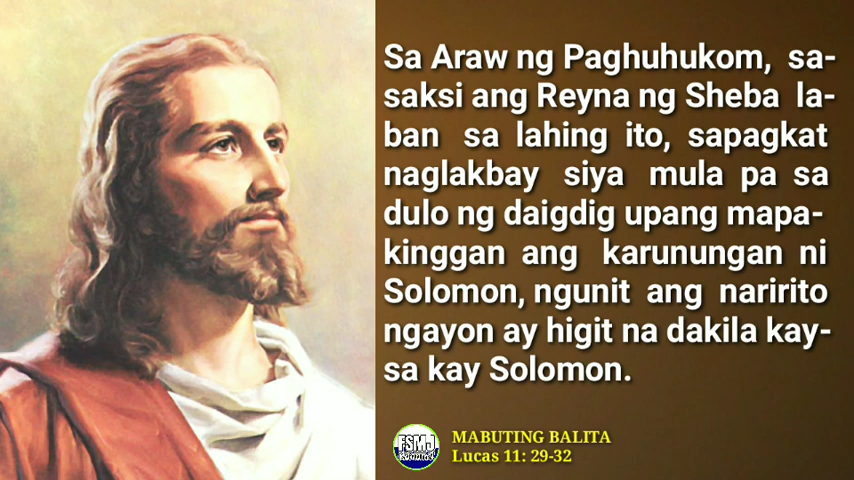 Sa Araw ng Paghuhukom, sa-
saksi ang Reyna ng Sheba la-
ban sa lahing ito, sapagkat
naglakbay siya mula pa sa
dulo ng daigdig upang mapa-
kinggan ang karunungan ni
Solomon, ngunit ang naririto
ngayon ay higit na dakila kay-
sa kay Solomon.
FSMJ
MABUTING BALITA
Lucas 11: 29-32